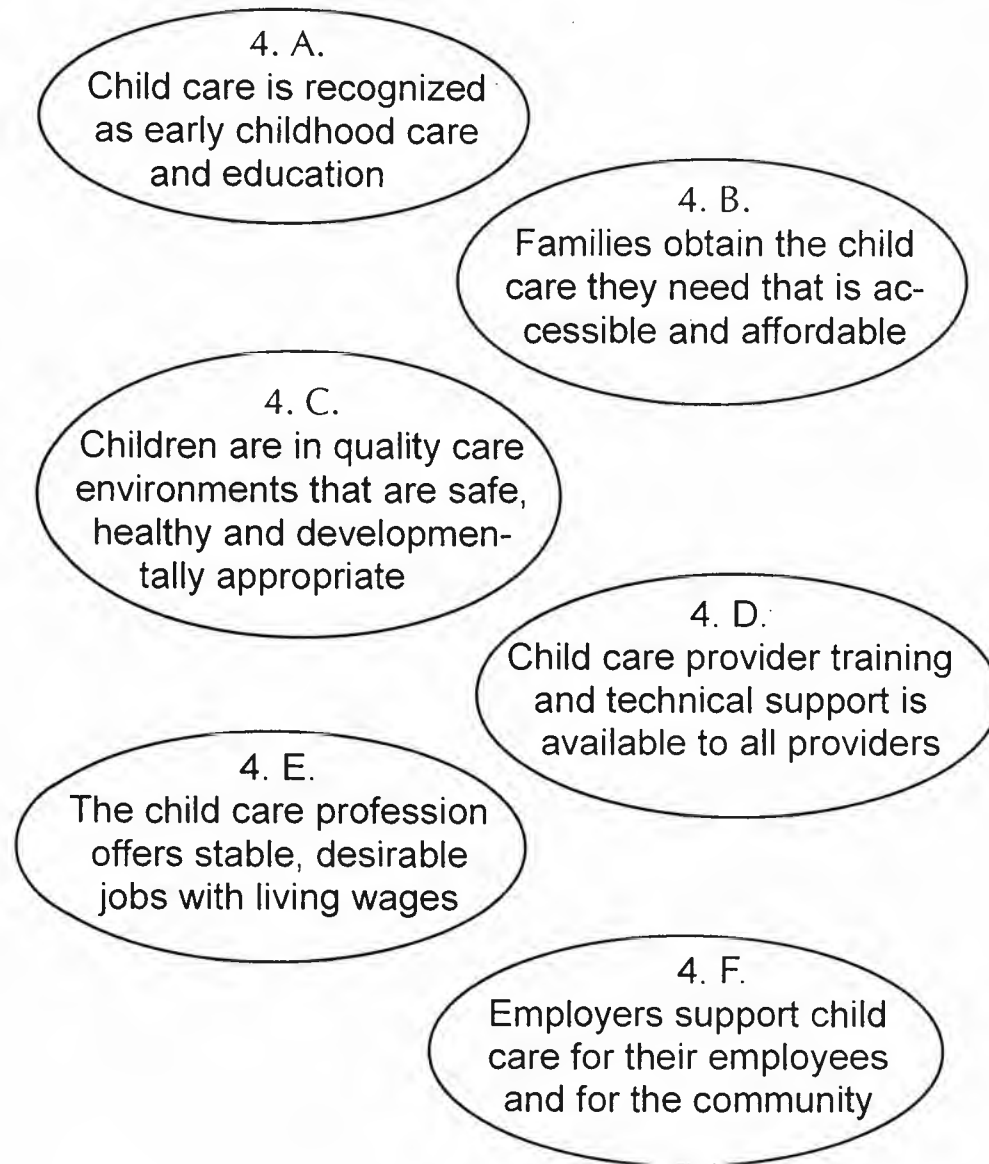 4. A.
Child care is recognized
as early childhood care
and education
4. B.
Families obtain the child
care they need that is ac-
cessible and affordable
4. C.
Children are in quality care
environments that are safe,
healthy and developmen-
tally appropriate
4. D.
Child care provider training
and technical support is
available to all providers
4. E.
The child care profession
offers stable, desirable
jobs with living wages
4. F.
Employers support child
care for their employees
and for the community